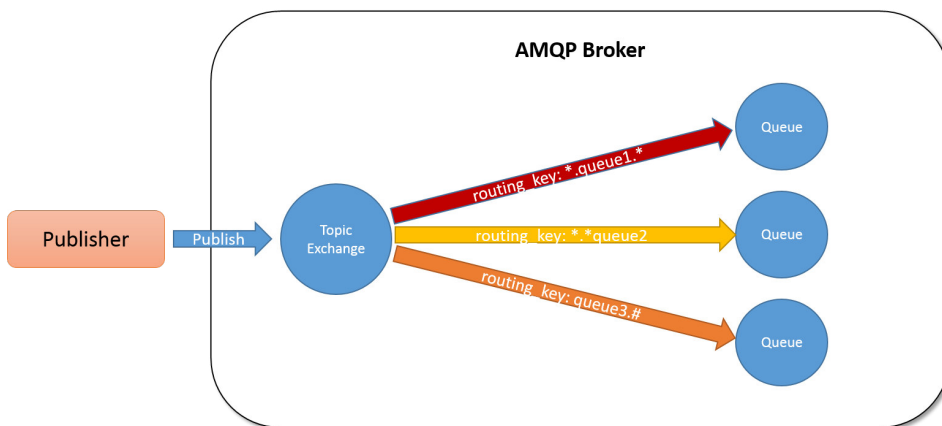 AMQP Broker
Queue
routing_key: *.queue1.*
Publisher
Publish
Topic
Exchange
routing_key: *.*queue2
Queue
routing_key: queue3.#
Queue